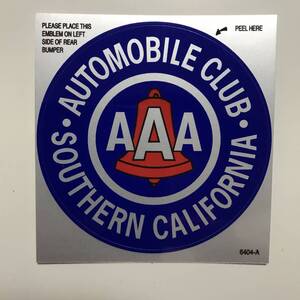 PLEASE PLACE THIS
EMBLEM ON LEFT
SIDE OF REAR
BUMPER
PEEL HERE
• AUTOMOBILE CLUB •
AAA
SOUTHERN CALIFORNIA
6404-A